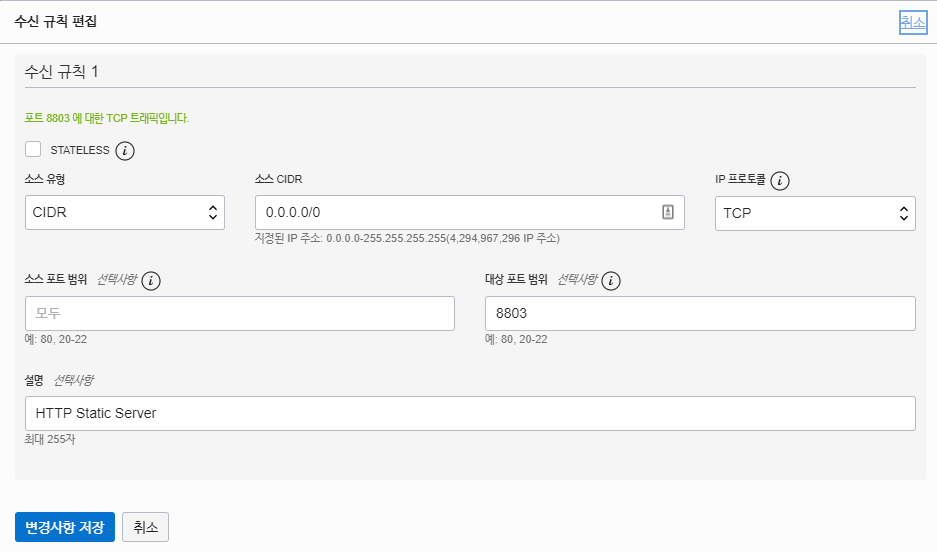 수신 규칙 편집
취소
수신 규칙 1
포트 8803 에 대한 TCP 트래픽입니다.
STATELESS i
소스 유형
소스 CIDR
IP 프로토콜 i
CIDR
0.0.0.0/0
TCP
지정된 IP 주소: 0.0.0.0-255.255.255.255(4,294,967,296 IP 주소)
소스 포트 범위 선택사항 i
대상 포트 범위 선택사항 i
모두
8803
예: 80, 20-22
예: 80, 20-22
설명 선택사항
HTTP Static Server
최대 255자
변경사항 저장
취소